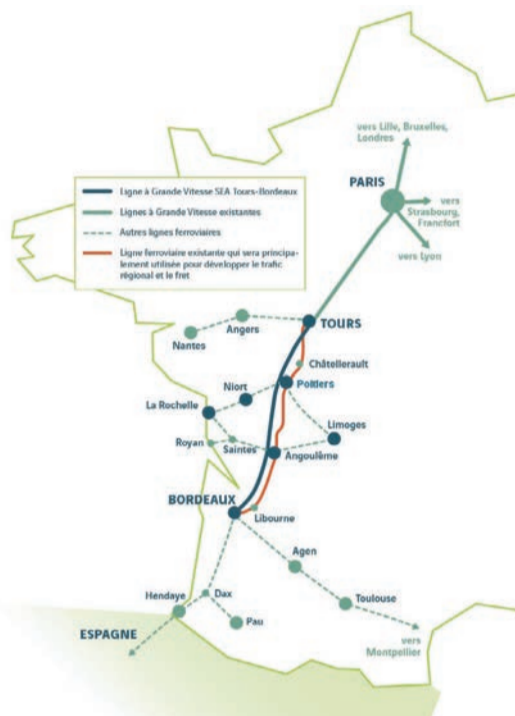 vers Lille, Bruxelles,
Londres
PARIS
vers
Strasbourg,
Francfort
vers Lyon
Ligne à Grande Vitesse SEA Tours-Bordeaux
Lignes à Grande Vitesse existantes
Autres lignes ferroviaires
Ligne ferroviaire existante qui sera principa-
lement utilisée pour développer le trafic
régional et le fret
TOURS
Angers
Nantes
Châtellerault
Poitiers
Niort
La Rochelle
Limoges
Royan
Saintes
Angoulême
BORDEAUX
Libourne
Agen
Toulouse
Dax
Hendaye
Pau
ESPAGNE
vers
Montpellier